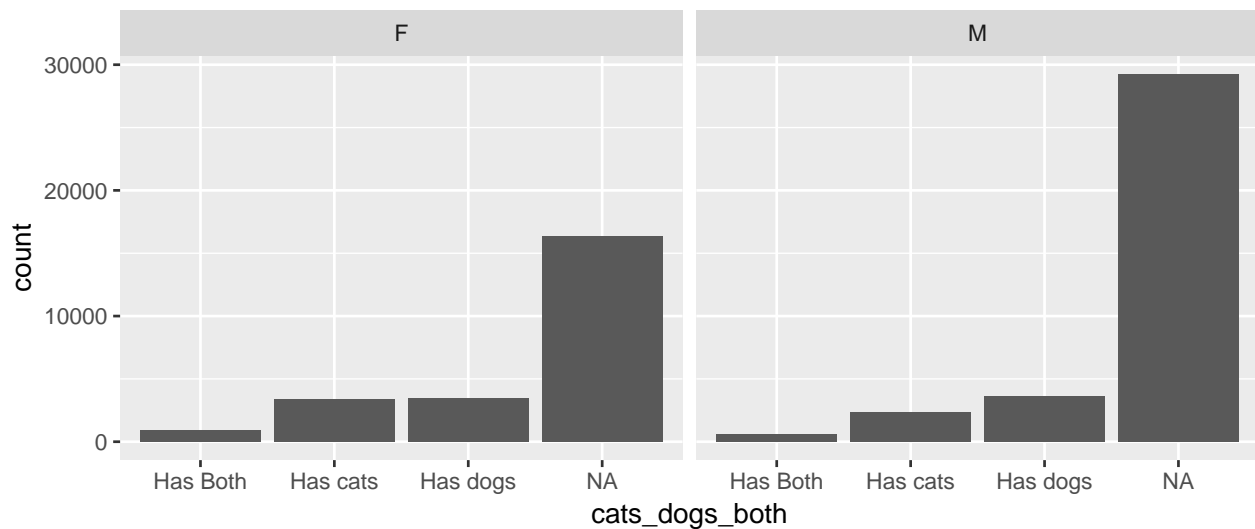 F
M
30000
20000
10000
0
count
Has Both Has cats Has dogs NA
Has Both Has cats Has dogs NA
cats_dogs_both